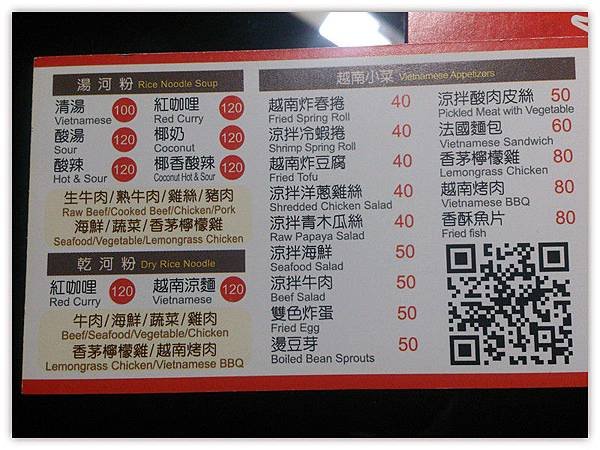 湯河粉 Rice Noodle Soup
清湯 100 紅咖哩 120
Vietnamese Red Curry
酸湯 120 椰奶 120
Sour Coconut
酸辣 120 椰香酸辣 120
Hot & Sour Coconut Hot & Sour
生牛肉/熟牛肉/雞絲/豬肉
Raw Beef/Cooked Beef/Chicken/Pork
海鮮/蔬菜/香茅檸檬雞
Seafood/Vegetable/Lemongrass Chicken
乾河粉 Dry Rice Noodle
紅咖哩 120 越南涼麵 120
Red Curry Vietnamese
牛肉/海鮮/蔬菜/雞肉
Beef/Seafood/Vegetable/Chicken
香茅檸檬雞/越南烤肉
Lemongrass Chicken/Vietnamese BBQ
越南小菜 Vietnamese Appetizers
越南炸春捲 40
Fried Spring Roll
涼拌冷蝦捲 40
Shrimp Spring Roll
越南炸豆腐 40
Fried Tofu
涼拌洋蔥雞絲 40
Shredded Chicken Salad
涼拌青木瓜絲 40
Raw Papaya Salad
涼拌海鮮 50
Seafood Salad
涼拌牛肉 50
Beef Salad
雙色炸蛋 50
Fried Egg
燙豆芽 50
Boiled Bean Sprouts
涼拌酸肉皮絲 50
Pickled Meat with Vegetable
法國麵包 60
Vietnamese Sandwich
香茅檸檬雞 80
Lemongrass Chicken
越南烤肉 80
Vietnamese BBQ
香酥魚片 80
Fried fish